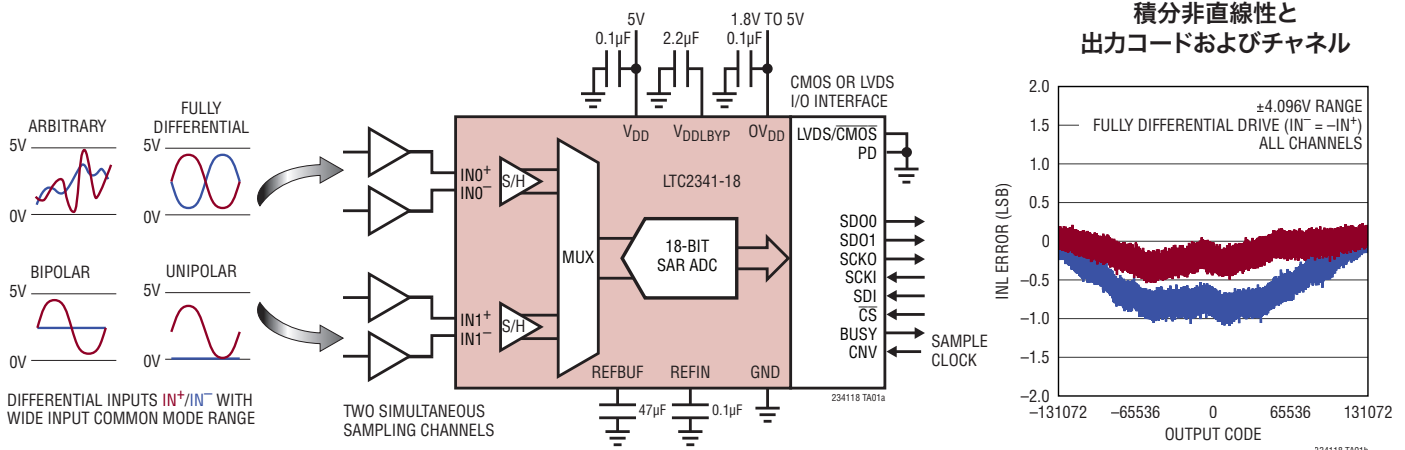 ARBITRARY
5V
0V
FULLY
DIFFERENTIAL
5V
0V
BIPOLAR
5V
0V
UNIPOLAR
5V
0V
DIFFERENTIAL INPUTS IN+/IN− WITH
WIDE INPUT COMMON MODE RANGE
TWO SIMULTANEOUS
SAMPLING CHANNELS
5V
1.8V TO 5V
0.1µF
2.2µF
0.1µF
CMOS OR LVDS
I/O INTERFACE
VDD
VDDLBYP
OVDD
LVDS/CMOS
PD
LTC2341-18
IN0+
IN0−
S/H
MUX
18-BIT
SAR ADC
IN1+
IN1−
S/H
SDO0
SDO1
SCKO
SCKI
SDI
CS
BUSY
CNV
SAMPLE
CLOCK
REFBUF
REFIN
GND
47µF
0.1µF
234118 TA01a
積分非直線性と
出力コードおよびチャネル
±4.096V RANGE
FULLY DIFFERENTIAL DRIVE (IN− = –IN+)
ALL CHANNELS
INL ERROR (LSB)
2.0
1.5
1.0
0.5
0
–0.5
–1.0
–1.5
–2.0
–131072
–65536
0
65536
131072
OUTPUT CODE
234118 TA01b